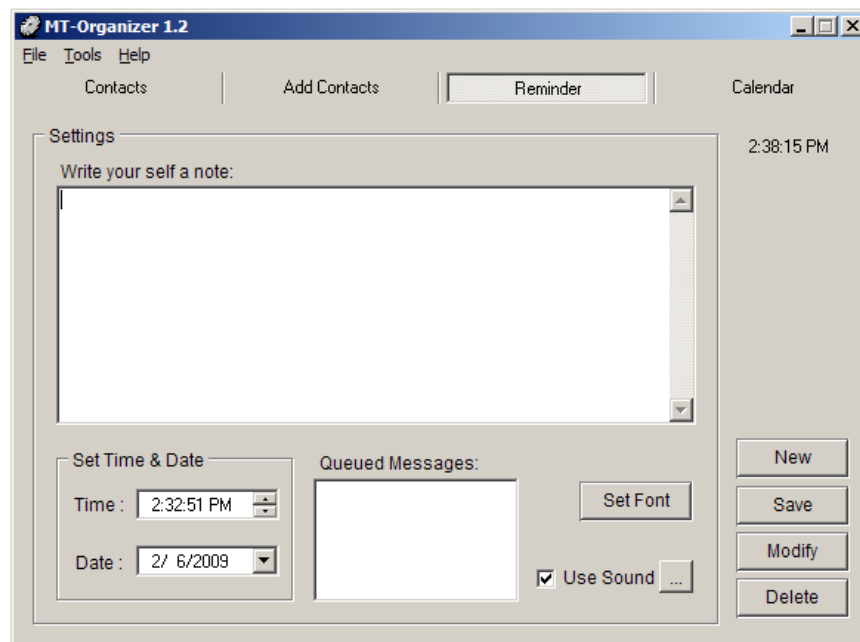 MT-Organizer 1.2
File Tools Help
Contacts Add Contacts Reminder Calendar
Settings
2:38:15 PM
Write your self a note:
Set Time & Date
Queued Messages:
New
Time : 2:32:51 PM
Set Font
Save
Modify
Date : 2/ 6/2009
Use Sound ...
Delete